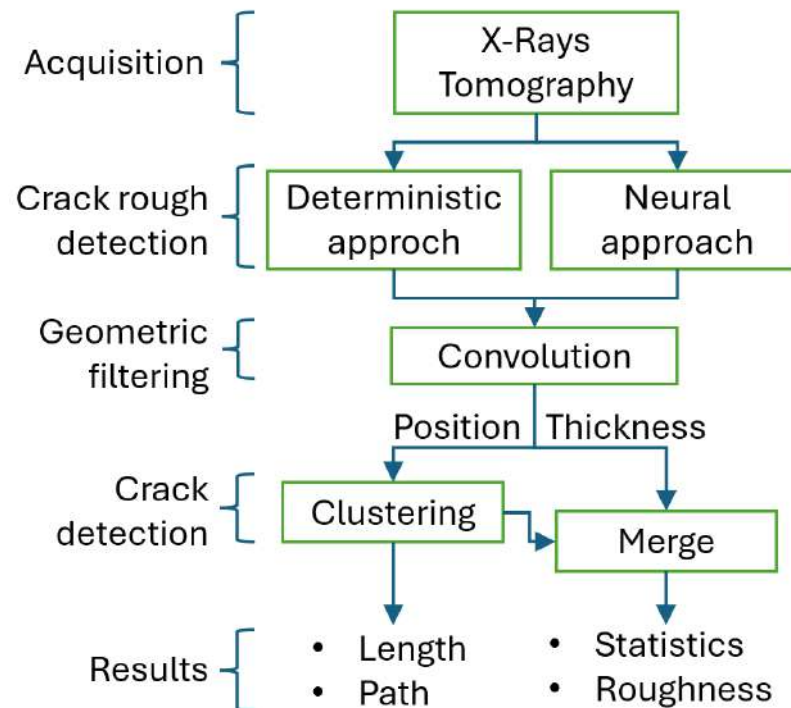 Acquisition
X-Rays
Tomography
Crack rough
detection
Deterministic
approch
Neural
approach
Geometric
filtering
Convolution
Position
Thickness
Crack
detection
Clustering
Merge
Results
• Length
• Path
• Statistics
• Roughness